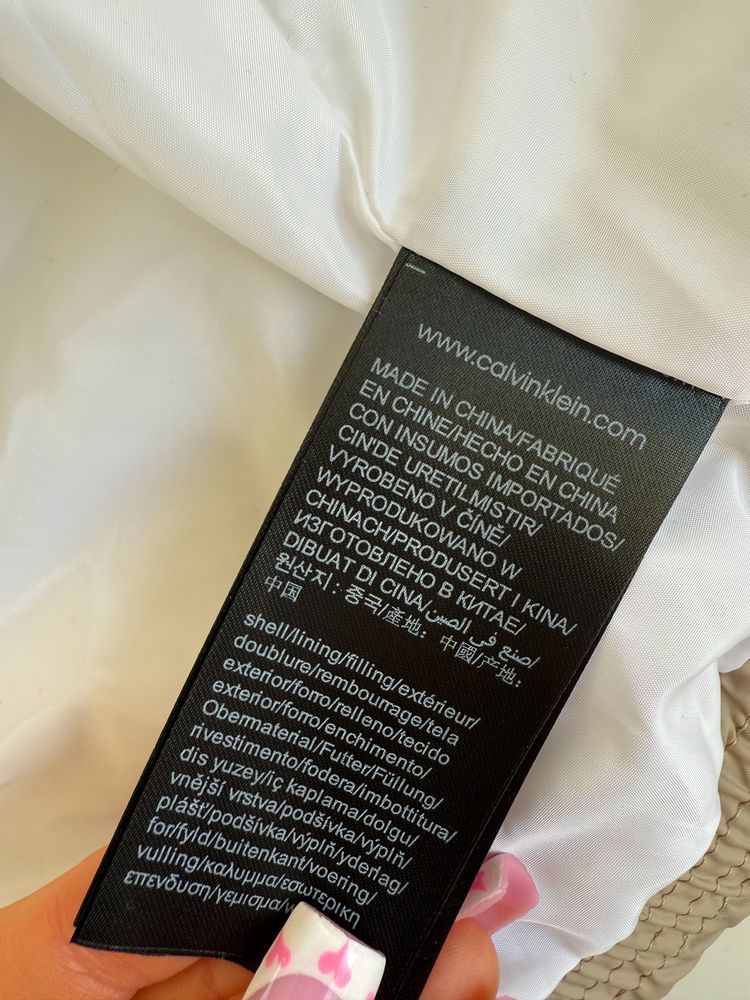 www.calvinklein.com
MADE IN CHINA/FABRIQUÉ
EN CHINE/HECHO EN CHINA
CON INSUMOS IMPORTADOS/
CIN'DE URETILMISTIR/
VYROBENO V ČÍNĚ/
WYPRODUKOWANO W
CHINACH/PRODUSERT I KINA/
ИЗГОТОВЛЕНО В КИТАЕ/
DIBUAT DI CINA/صنع في الصين/
원산지 : 중국/產地: 中國/产地:
中国
shell/lining/filling/extérieur/
doublure/rembourrage/tela
exterior/forro/relleno/tecido
exterior/forro/enchimento/
Obermaterial/Futter/Füllung/
rivestimento/fodera/imbottitura/
dis yuzey/iç kaplama/dolgu/
vnější vrstva/podšívka/výplň/
plášť/podšívka/výplň/yderlag/
for/fyld/buitenkant/voering/
vulling/καλυμμα/εσωτερικη
επενδυση/γεμισμα/